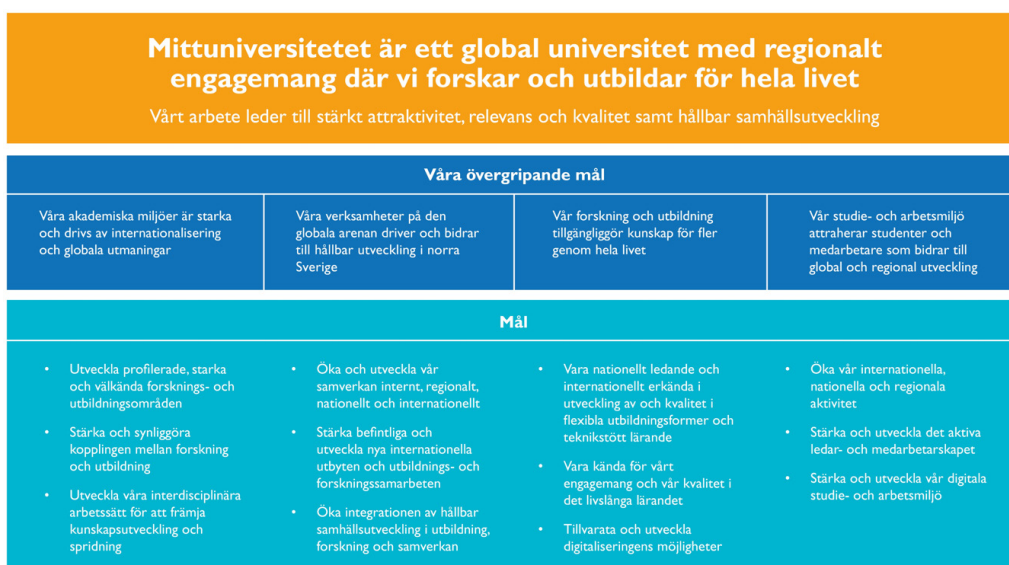 Mittuniversitetet är ett global universitet med regionalt
engagemang där vi forskar och utbildar för hela livet
Vårt arbete leder till stärkt attraktivitet, relevans och kvalitet samt hållbar samhällsutveckling
Våra övergripande mål
Våra akademiska miljöer är starka
och drivs av internationalisering
och globala utmaningar
Våra verksamheter på den
globala arenan driver och bidrar
till hållbar utveckling i norra
Sverige
Vår forskning och utbildning
tillgängliggör kunskap för fler
genom hela livet
Vår studie- och arbetsmiljö
attraherar studenter och
medarbetare som bidrar till
global och regional utveckling
Mål
• Utveckla profilerade, starka
och välkända forsknings- och
utbildningsområden
• Stärka och synliggöra
kopplingen mellan forskning
och utbildning
• Utveckla våra interdisciplinära
arbetssätt för att främja
kunskapsutveckling och
spridning
• Öka och utveckla vår
samverkan internt, regionalt,
nationellt och internationellt
• Stärka befintliga och
utveckla nya internationella
utbyten och utbildnings- och
forskningssamarbeten
• Öka integrationen av hållbar
samhällsutveckling i utbildning,
forskning och samverkan
• Vara nationellt ledande och
internationellt erkända i
utveckling av och kvalitet i
flexibla utbildningsformer och
teknikstött lärande
• Vara kända för vårt
engagemang och vår kvalitet i
det livslånga lärandet
• Tillvarata och utveckla
digitaliseringens möjligheter
• Öka vår internationella,
nationella och regionala
aktivitet
• Stärka och utveckla det aktiva
ledar- och medarbetarskapet
• Stärka och utveckla vår digitala
studie- och arbetsmiljö